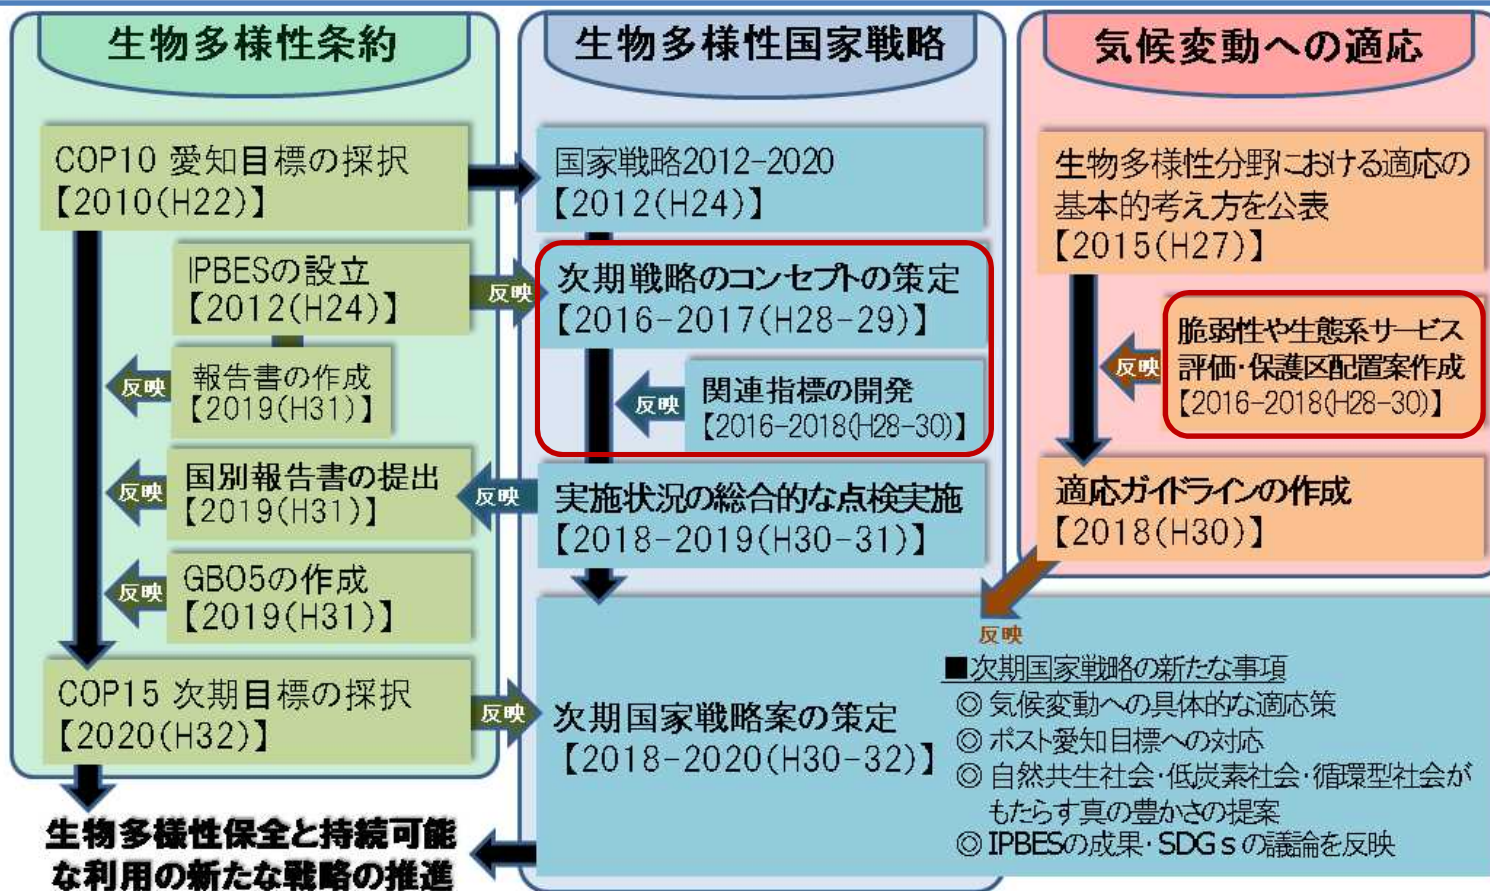 生物多様性条約
COP10 愛知目標の採択
【2010(H22)】
IPBESの設立
【2012(H24)】
反映
反映
報告書の作成
【2019(H31)】
反映
国別報告書の提出
【2019(H31)】
反映
GBO5の作成
【2019(H31)】
COP15 次期目標の採択
【2020(H32)】
反映
生物多様性保全と持続可能
な利用の新たな戦略の推進
生物多様性国家戦略
国家戦略2012-2020
【2012(H24)】
次期戦略のコンセプトの策定
【2016-2017(H28-29)】
反映
関連指標の開発
【2016-2018(H28-30)】
反映
実施状況の総合的な点検実施
【2018-2019(H30-31)】
次期国家戦略案の策定
【2018-2020(H30-32)】
気候変動への適応
生物多様性分野における適応の
基本的考え方を公表
【2015(H27)】
反映
脆弱性や生態系サービス
評価・保護区配置案作成
【2016-2018(H28-30)】
適応ガイドラインの作成
【2018(H30)】
反映
■次期国家戦略の新たな事項
◎ 気候変動への具体的な適応策
◎ ポスト愛知目標への対応
◎ 自然共生社会・低炭素社会・循環型社会が
もたらす真の豊かさの提案
◎ IPBESの成果・SDGｓの議論を反映